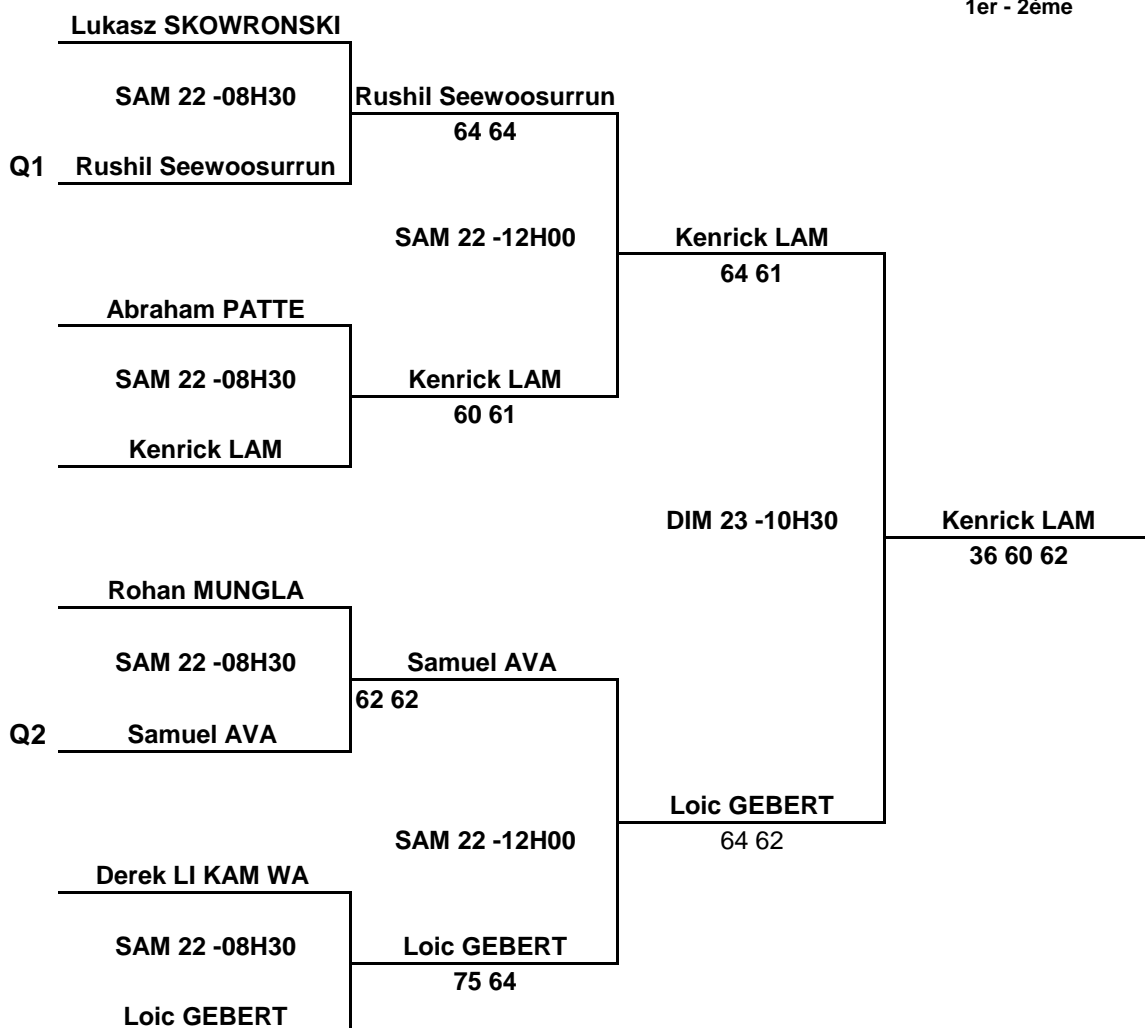 1er - 2ème
Lukasz SKOWRONSKI
SAM 22 -08H30
Rushil Seewoosurrun
64 64
Q1 Rushil Seewoosurrun
SAM 22 -12H00
Kenrick LAM
64 61
Abraham PATTE
SAM 22 -08H30
Kenrick LAM
60 61
Kenrick LAM
DIM 23 -10H30
Kenrick LAM
36 60 62
Rohan MUNGLA
SAM 22 -08H30
Samuel AVA
62 62
Q2 Samuel AVA
Loic GEBERT
64 62
SAM 22 -12H00
Derek LI KAM WA
SAM 22 -08H30
Loic GEBERT
75 64
Loic GEBERT